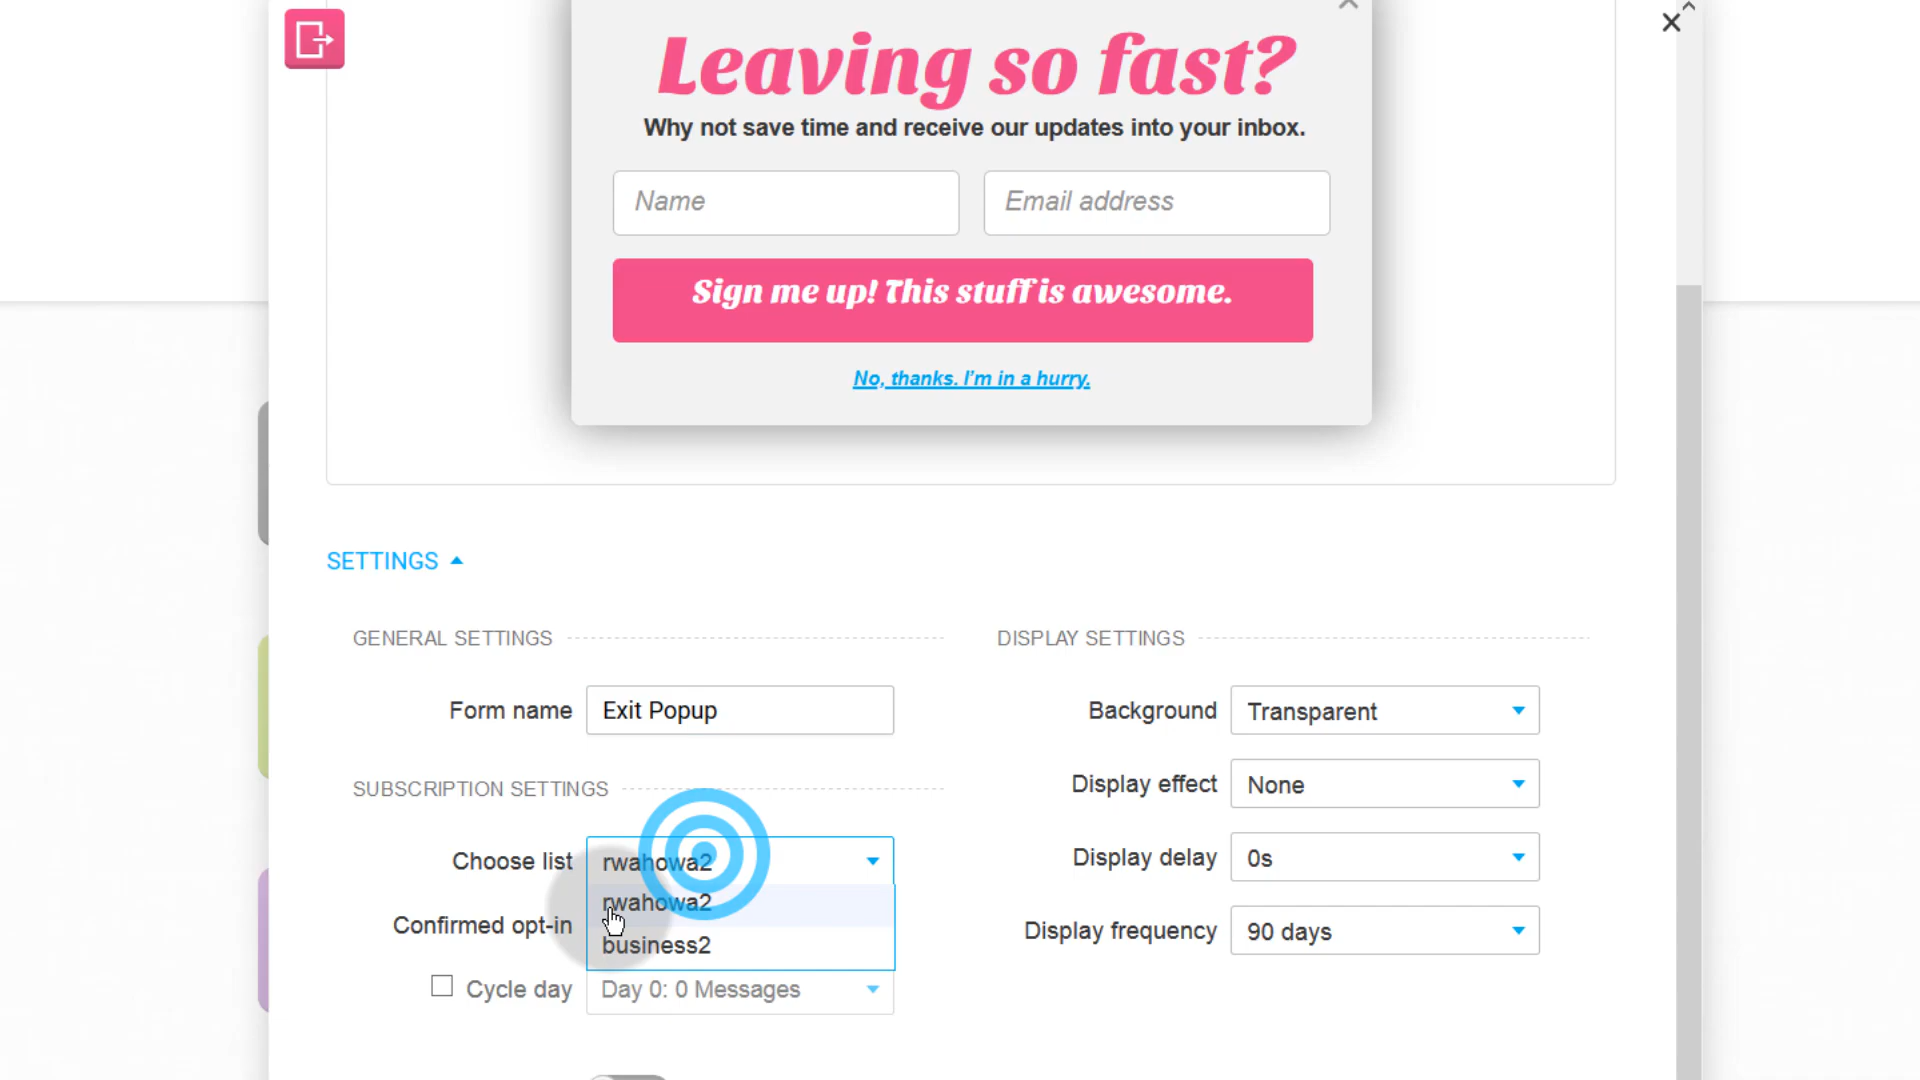 Leaving so fast?
Why not save time and receive our updates into your inbox.
Name
Email address
Sign me up! This stuff is awesome.
No, thanks. I'm in a hurry.
SETTINGS
GENERAL SETTINGS
Form name
Exit Popup
SUBSCRIPTION SETTINGS
Choose list
rwahowa2
rwahowa2
business2
Confirmed opt-in
Cycle day
Day 0: 0 Messages
DISPLAY SETTINGS
Background
Transparent
Display effect
None
Display delay
0s
Display frequency
90 days